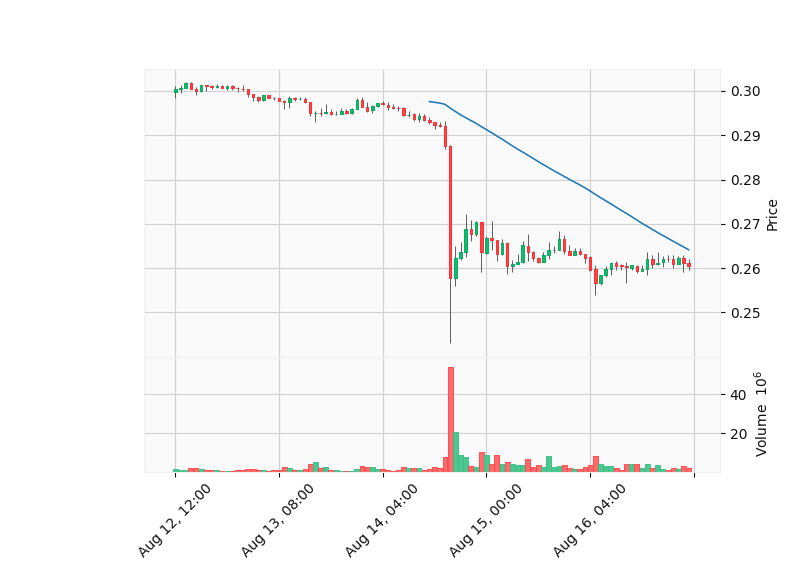 0.30
0.29
0.28
0.27
0.26
0.25
Price
40
20
Volume 10^6
Aug 12, 12:00
Aug 13, 08:00
Aug 14, 04:00
Aug 15, 00:00
Aug 16, 04:00